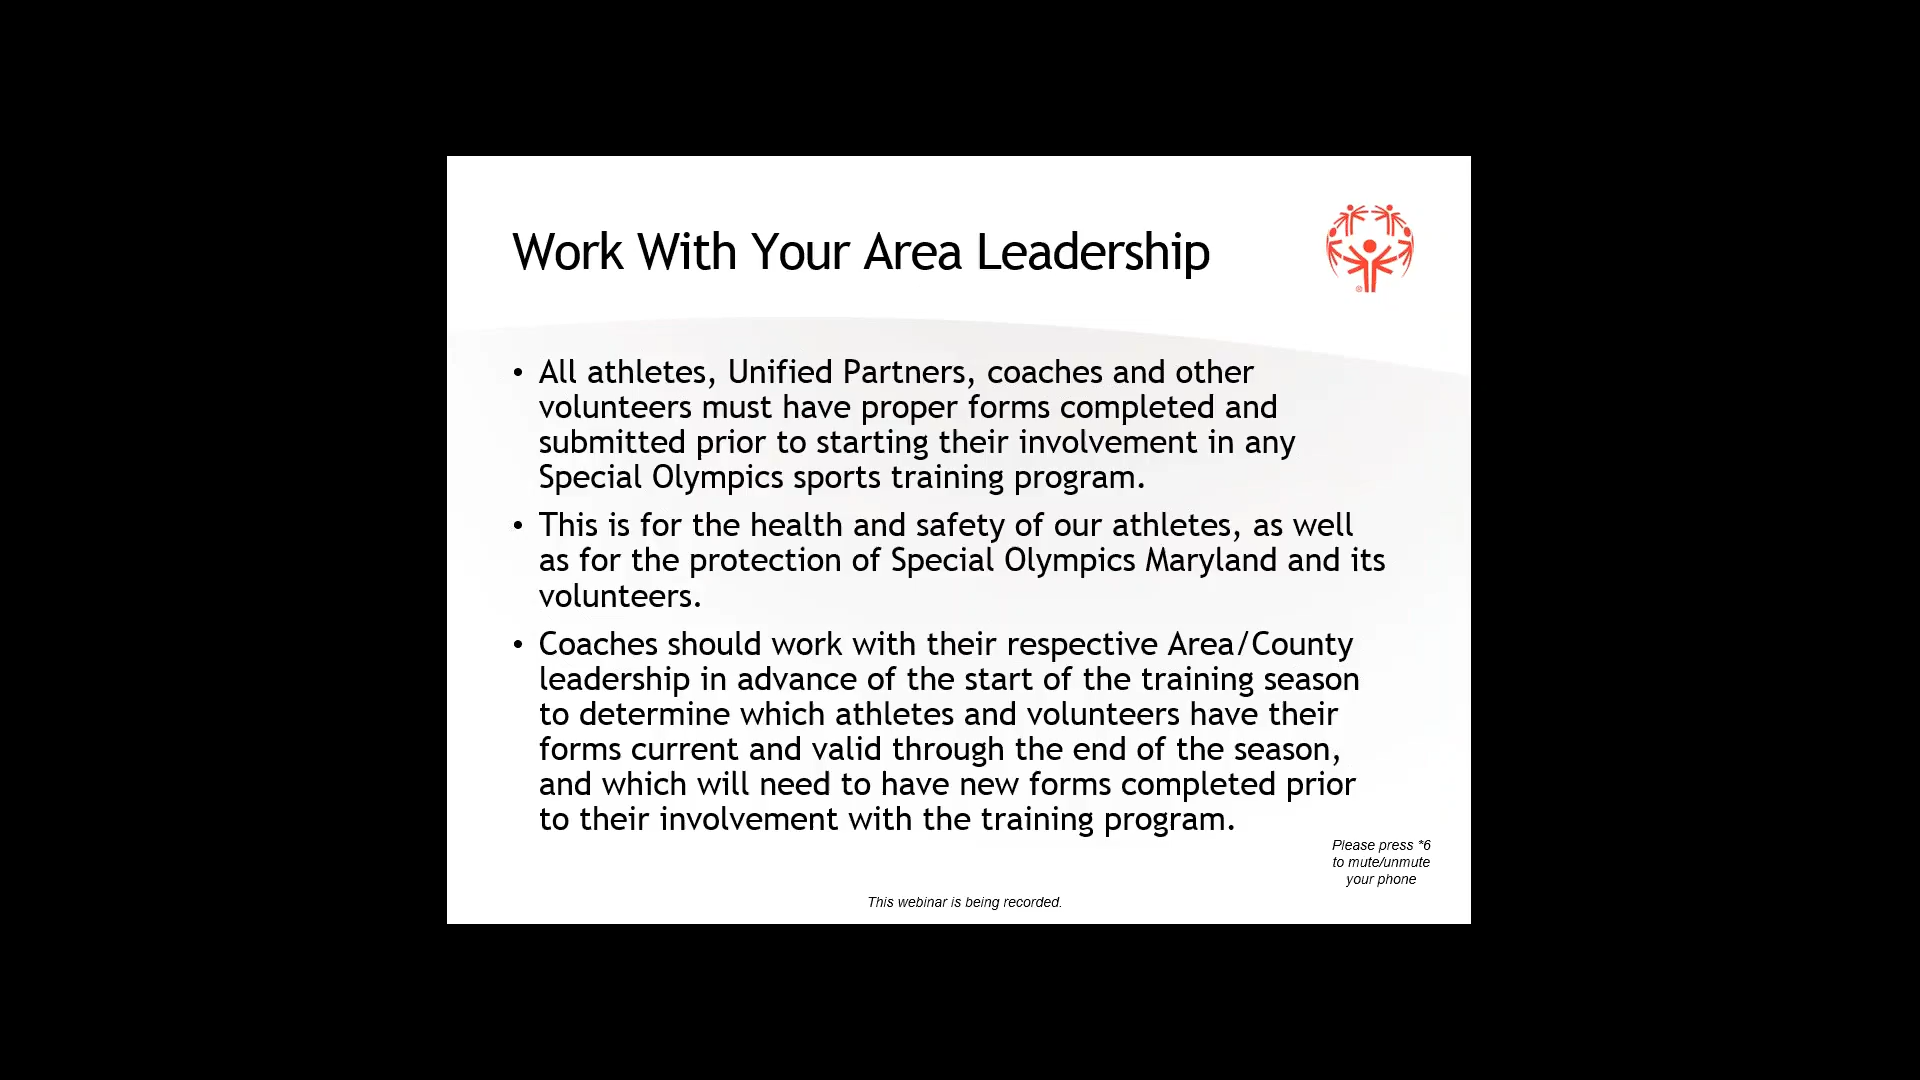 Work With Your Area Leadership
• All athletes, Unified Partners, coaches and other
volunteers must have proper forms completed and
submitted prior to starting their involvement in any
Special Olympics sports training program.
• This is for the health and safety of our athletes, as well
as for the protection of Special Olympics Maryland and its
volunteers.
• Coaches should work with their respective Area/County
leadership in advance of the start of the training season
to determine which athletes and volunteers have their
forms current and valid through the end of the season,
and which will need to have new forms completed prior
to their involvement with the training program.
Please press *6
to mute/unmute
your phone
This webinar is being recorded.